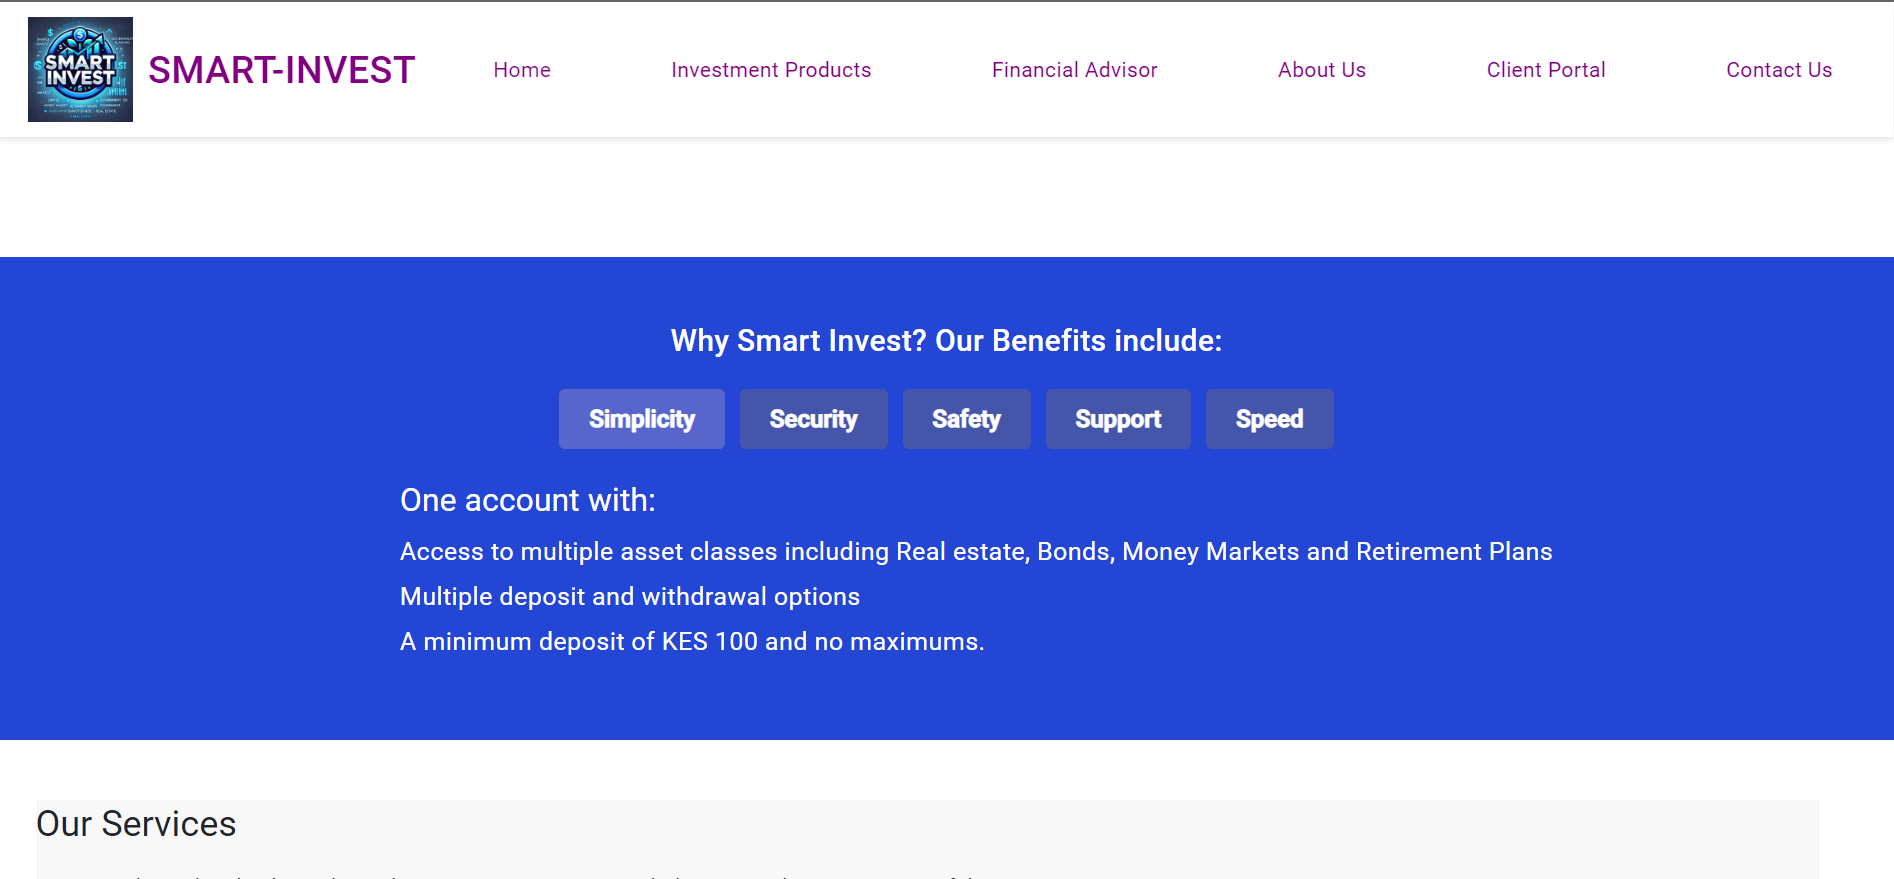 SMART INVEST
SMART-INVEST
Home
Investment Products
Financial Advisor
About Us
Client Portal
Contact Us
Why Smart Invest? Our Benefits include:
Simplicity
Security
Safety
Support
Speed
One account with:
Access to multiple asset classes including Real estate, Bonds, Money Markets and Retirement Plans
Multiple deposit and withdrawal options
A minimum deposit of KES 100 and no maximums.
Our Services